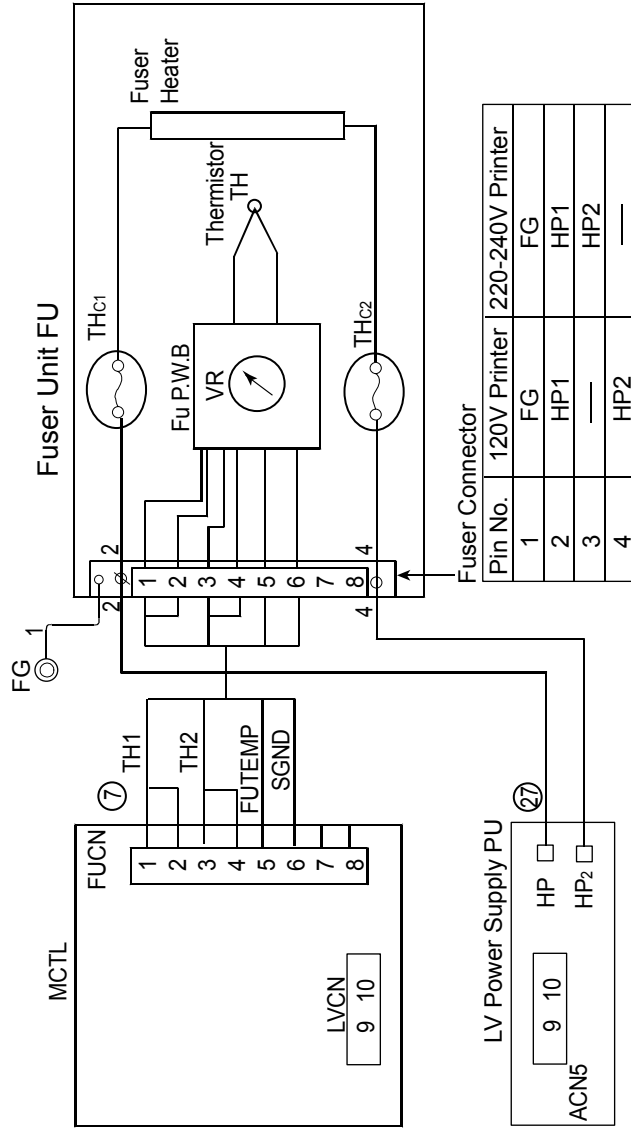 Fuser Unit FU
THC1
Fuser
Heater
Thermistor
TH
Fu P.W.B
VR
THC2
FG
1
2
2
1
2
3
4
5
6
7
8
4
4
Fuser Connector
MCTL
FUCN
7
TH1
TH2
FUTEMP
SGND
1
2
3
4
5
6
7
8
LVCN
9 10
LV Power Supply PU
27
HP
HP2
9 10
ACN5
Pin No. 120V Printer 220-240V Printer
1 FG FG
2 HP1 HP1
3 — HP2
4 HP2 —